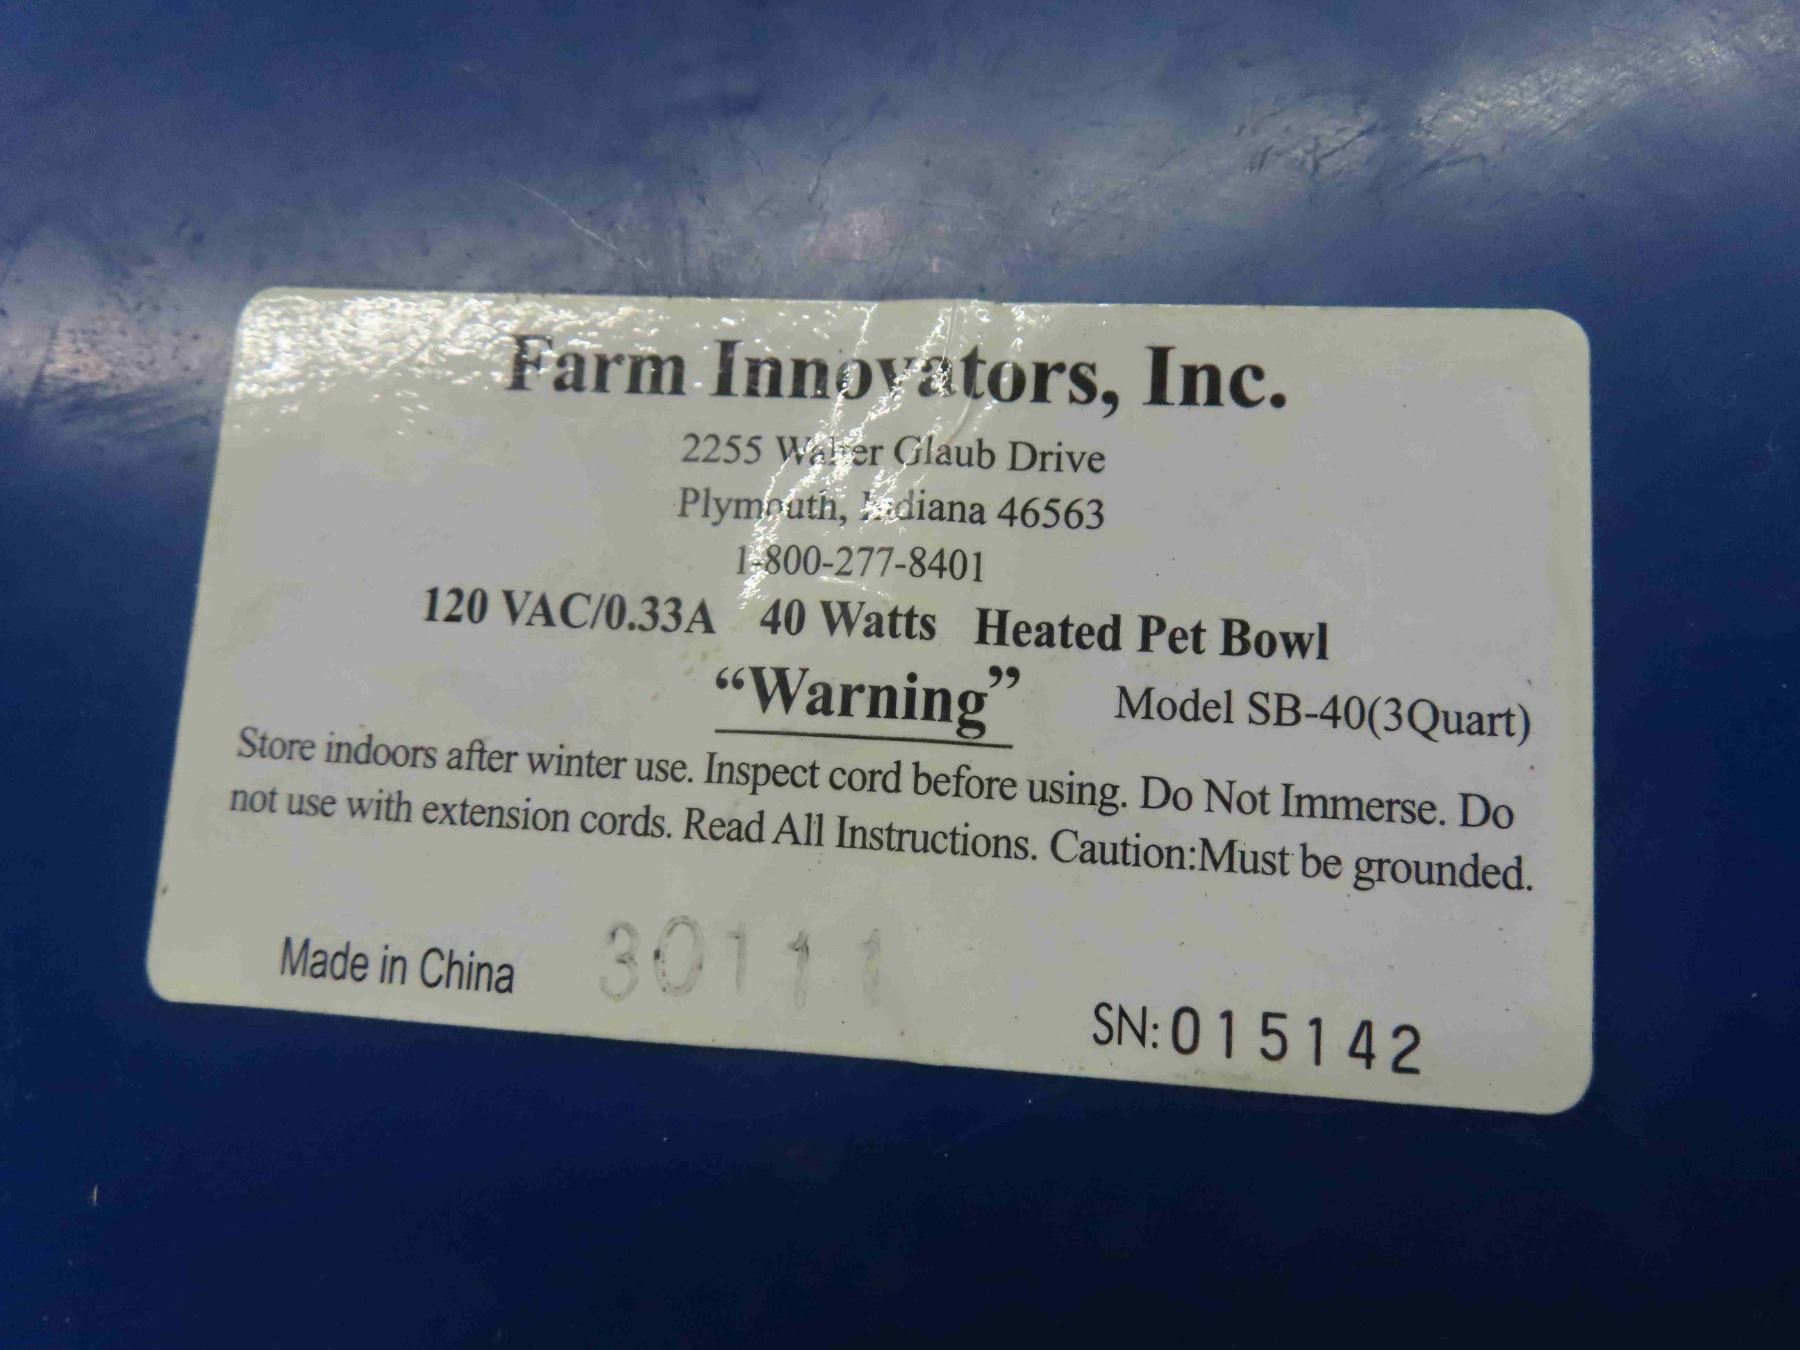 Farm Innovators, Inc.
2255 Walter Glaub Drive
Plymouth, Indiana 46563
1-800-277-8401
120 VAC/0.33A 40 Watts Heated Pet Bowl
“Warning” Model SB-40(3Quart)
Store indoors after winter use. Inspect cord before using. Do Not Immerse. Do
not use with extension cords. Read All Instructions. Caution:Must be grounded.
Made in China 30111
SN:015142